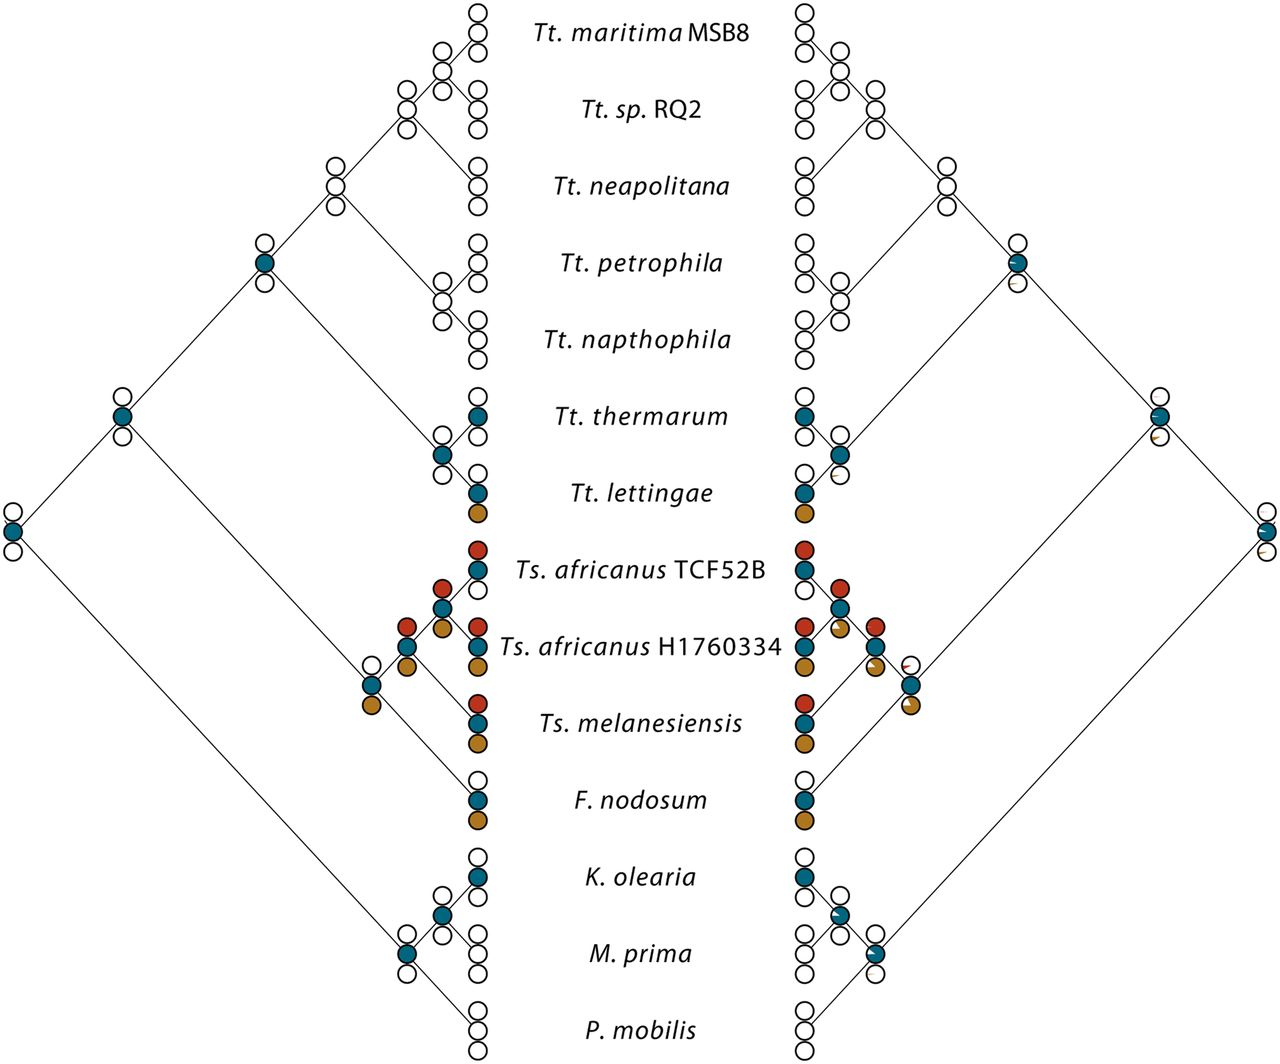 Tt. maritima MSB8
Tt. sp. RQ2
Tt. neapolitana
Tt. petrophila
Tt. napthophila
Tt. thermarum
Tt. lettingae
Ts. africanus TCF52B
Ts. africanus H1760334
Ts. melanesiensis
F. nodosum
K. olearia
M. prima
P. mobilis